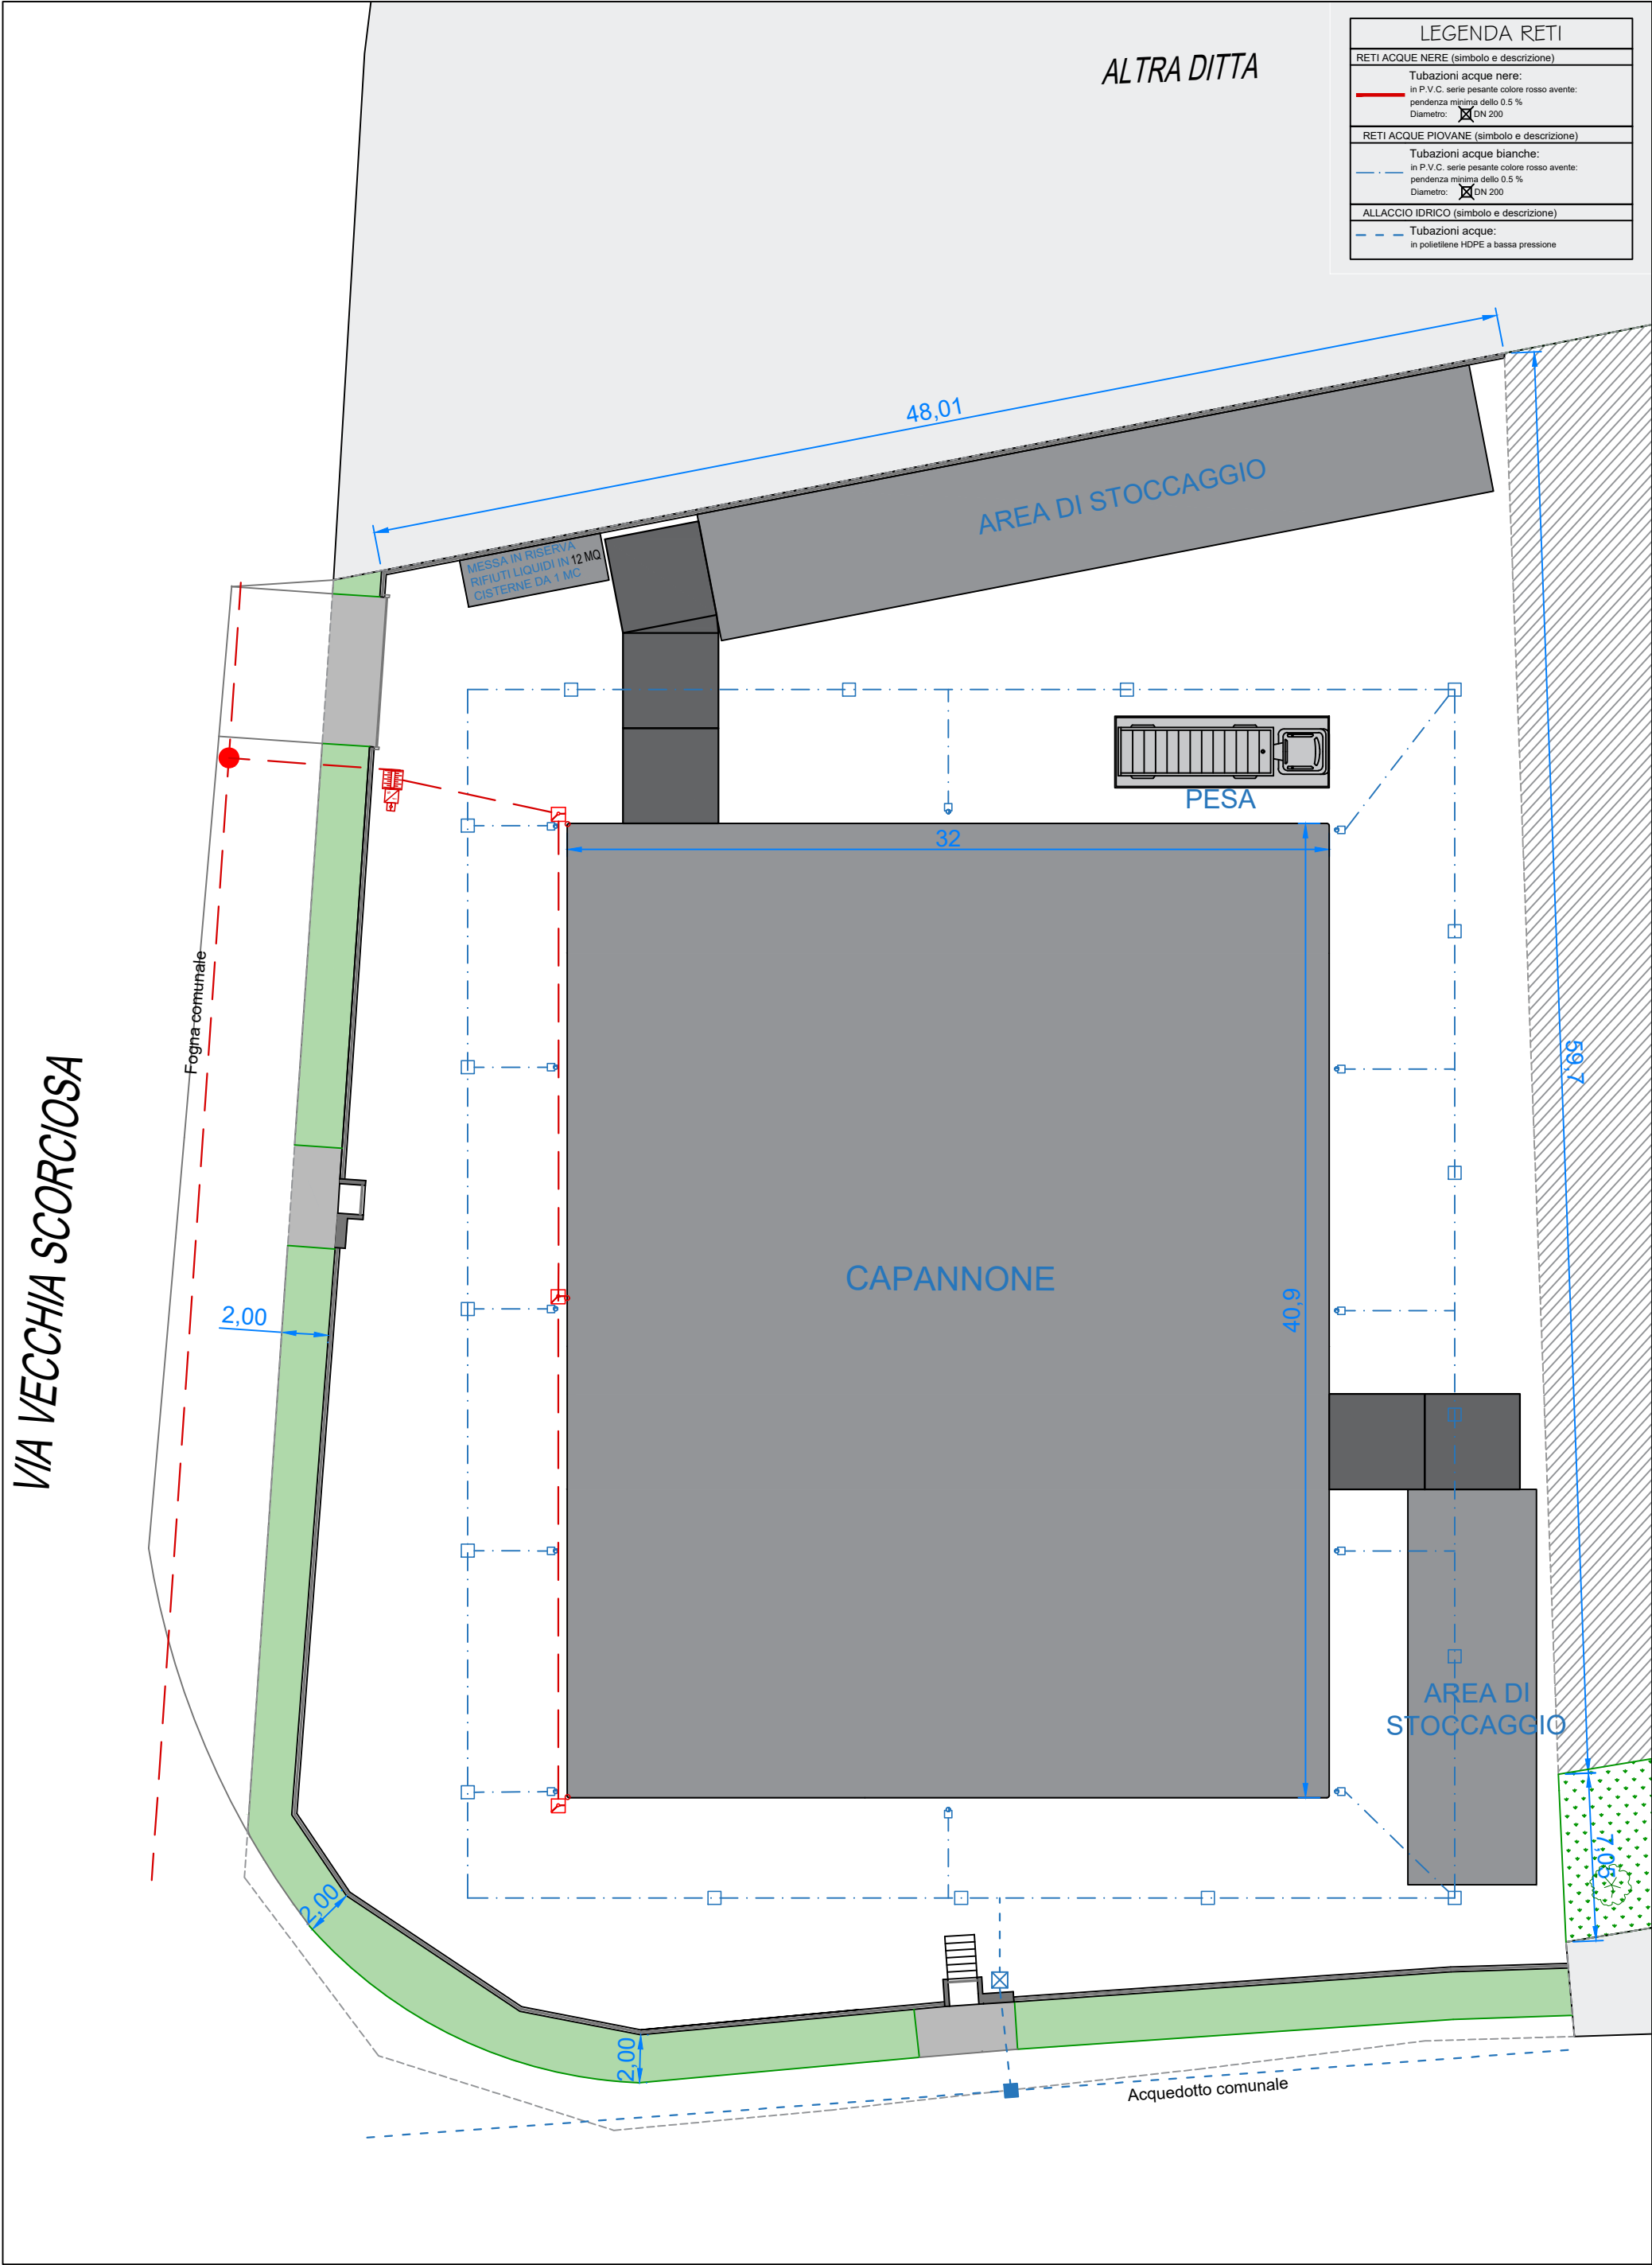 ALTRA DITTA
LEGENDA RETI
RETI ACQUE NERE (simbolo e descrizione)
Tubazioni acque nere:
in P.V.C. serie pesante colore rosso avente:
pendenza minima dello 0.5 %
Diametro: DN 200
RETI ACQUE PIOVANE (simbolo e descrizione)
Tubazioni acque bianche:
in P.V.C. serie pesante colore rosso avente:
pendenza minima dello 0.5 %
Diametro: DN 200
ALLACCIO IDRICO (simbolo e descrizione)
Tubazioni acque:
in polietilene HDPE a bassa pressione
48,01
AREA DI STOCCAGGIO
MESSA IN RISERVA
RIFIUTI LIQUIDI IN 12 MQ
CISTERNE DA 1 MC
PESA
32
Fogna comunale
VIA VECCHIA SCORCIOSA
59,7
CAPANNONE
40,9
2,00
AREA DI
STOCCAGGIO
7,05
2,00
2,00
Acquedotto comunale